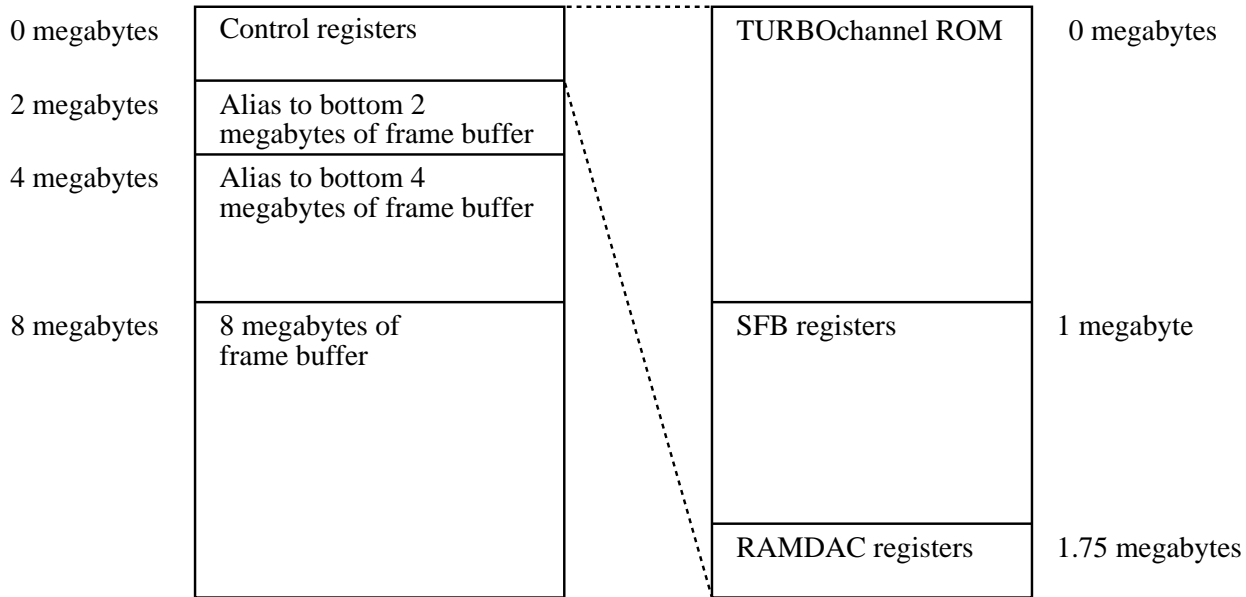 0 megabytes
Control registers
TURBOchannel ROM
0 megabytes
2 megabytes
Alias to bottom 2
megabytes of frame buffer
4 megabytes
Alias to bottom 4
megabytes of frame buffer
8 megabytes
8 megabytes of
frame buffer
SFB registers
1 megabyte
RAMDAC registers
1.75 megabytes